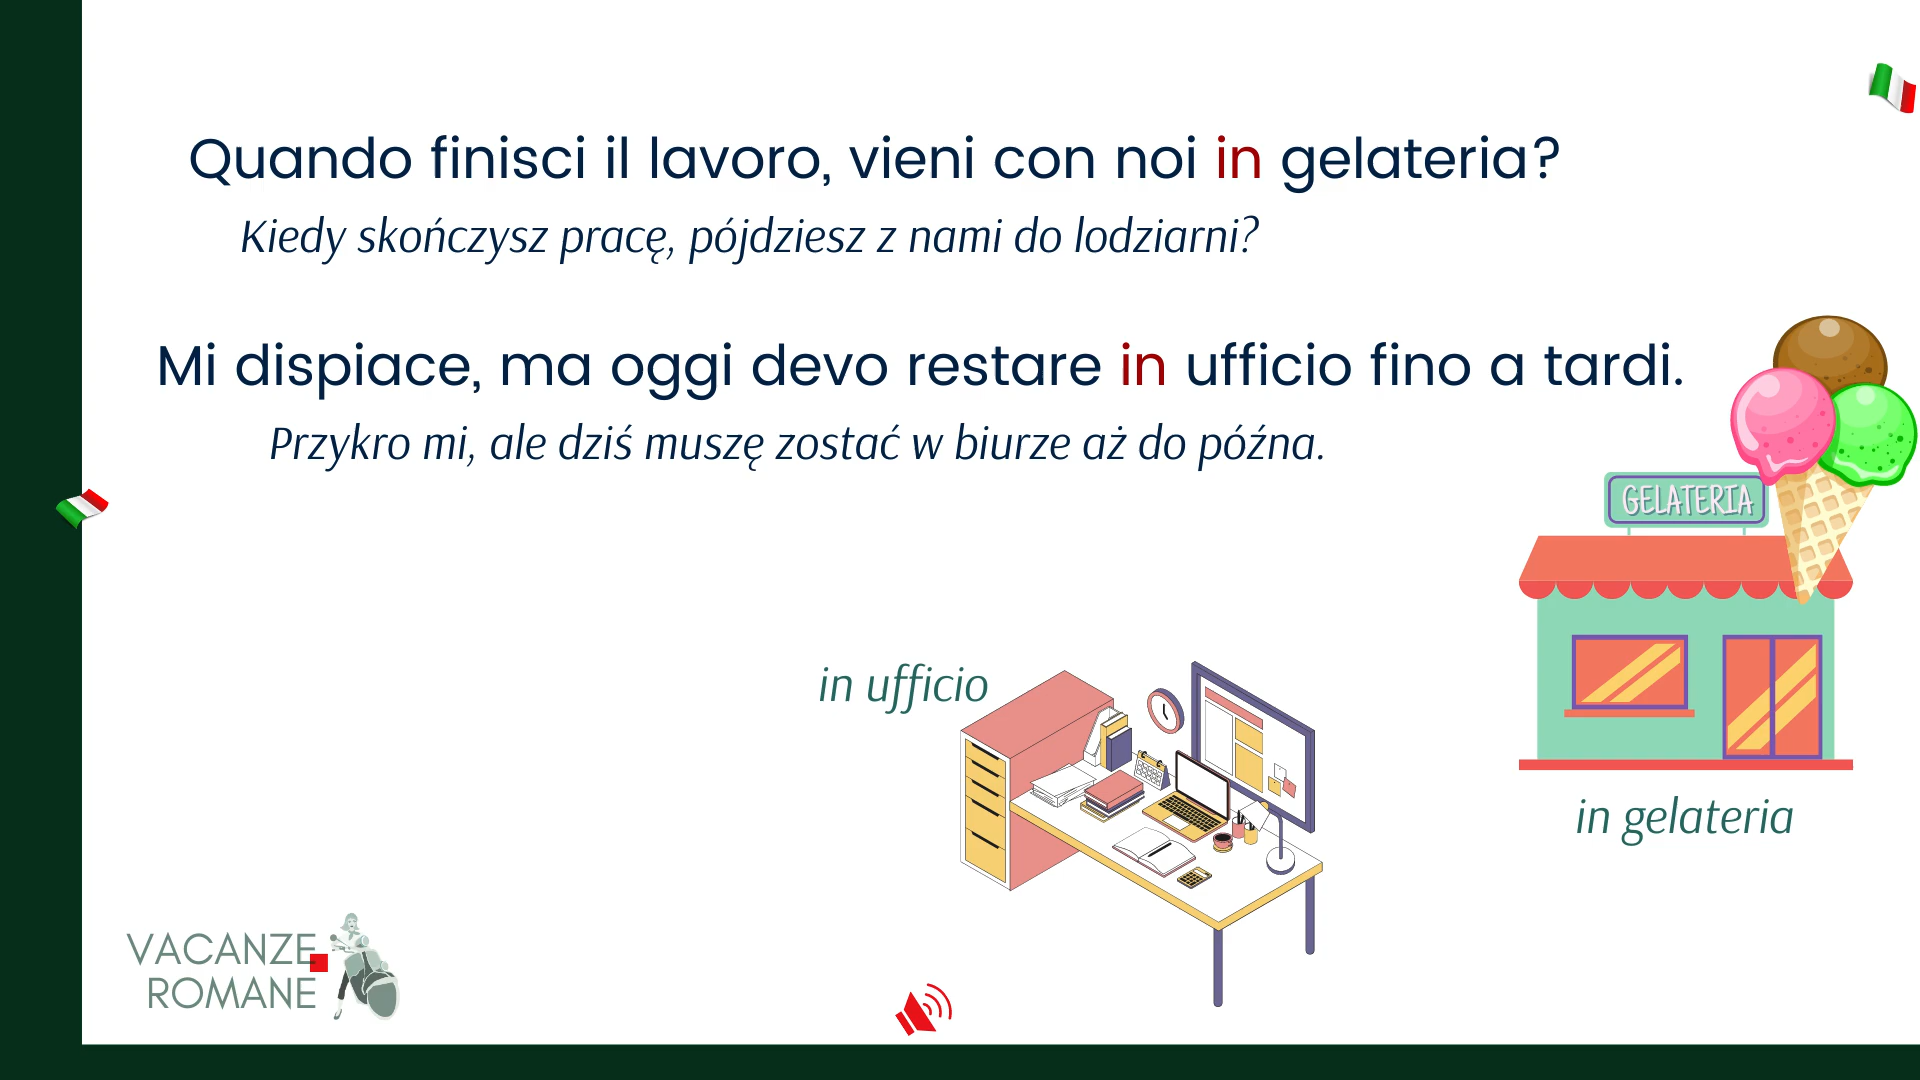 Quando finisci il lavoro, vieni con noi in gelateria?
Kiedy skończysz pracę, pójdziesz z nami do lodziarni?
Mi dispiace, ma oggi devo restare in ufficio fino a tardi.
Przykro mi, ale dziś muszę zostać w biurze aż do późna.
GELATERIA
in ufficio
in gelateria
VACANZE
ROMANE